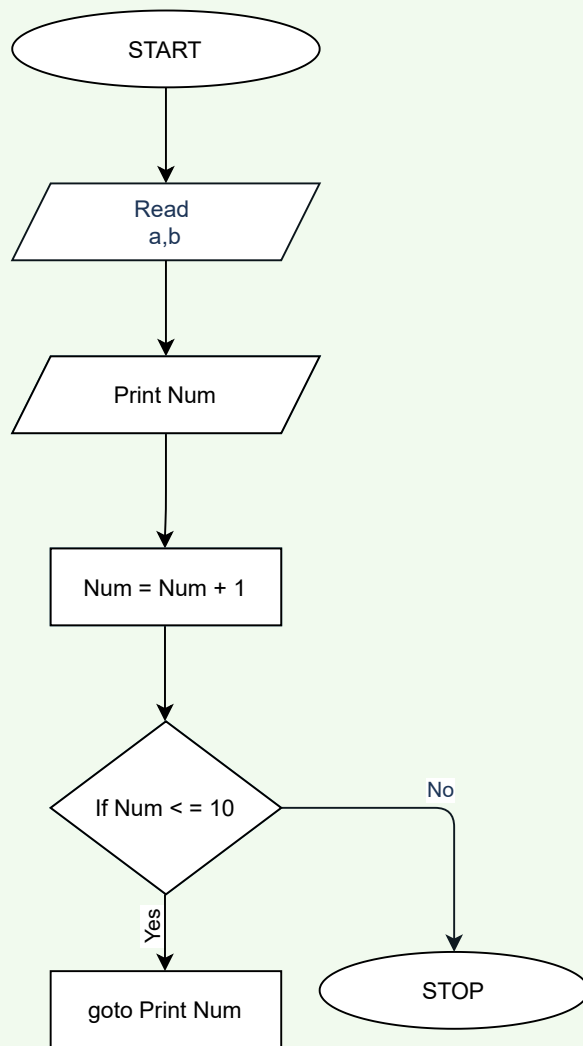 START
Read
a,b
Print Num
Num = Num + 1
If Num < = 10
No
Yes
goto Print Num
STOP